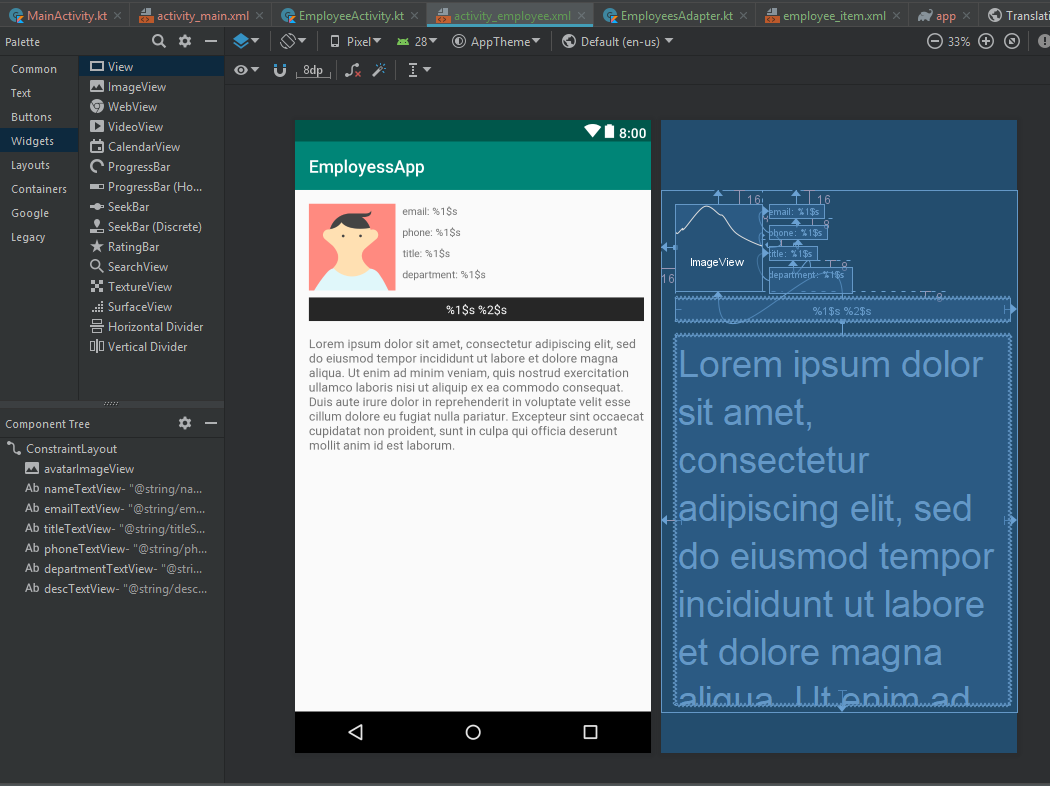 MainActivity.kt
activity_main.xml
EmployeeActivity.kt
activity_employee.xml
EmployeesAdapter.kt
employee_item.xml
app
Translati
Palette
Pixel
28
AppTheme
Default (en-us)
33%
8dp
Common
Text
Buttons
Widgets
Layouts
Containers
Google
Legacy
View
ImageView
WebView
VideoView
CalendarView
ProgressBar
ProgressBar (Ho...
SeekBar
SeekBar (Discrete)
RatingBar
SearchView
TextureView
SurfaceView
Horizontal Divider
Vertical Divider
Component Tree
ConstraintLayout
avatarImageView
Ab nameTextView- "@string/na...
Ab emailTextView- "@string/em...
Ab titleTextView- "@string/titleS...
Ab phoneTextView- "@string/ph...
Ab departmentTextView- "@stri...
Ab descTextView- "@string/desc...
8:00
EmployessApp
email: %1$s
phone: %1$s
title: %1$s
department: %1$s
%1$s %2$s
Lorem ipsum dolor sit amet, consectetur adipiscing elit, sed
do eiusmod tempor incididunt ut labore et dolore magna
aliqua. Ut enim ad minim veniam, quis nostrud exercitation
ullamco laboris nisi ut aliquip ex ea commodo consequat.
Duis aute irure dolor in reprehenderit in voluptate velit esse
cillum dolore eu fugiat nulla pariatur. Excepteur sint occaecat
cupidatat non proident, sunt in culpa qui officia deserunt
mollit anim id est laborum.
16
16
email: %1$s
8
phone: %1$s
title: %1$s
8
ImageView
department: %1$s
16
8
%1$s %2$s
Lorem ipsum dolor
sit amet,
consectetur
adipiscing elit, sed
do eiusmod tempor
incididunt ut labore
et dolore magna
aliqua. Ut enim ad